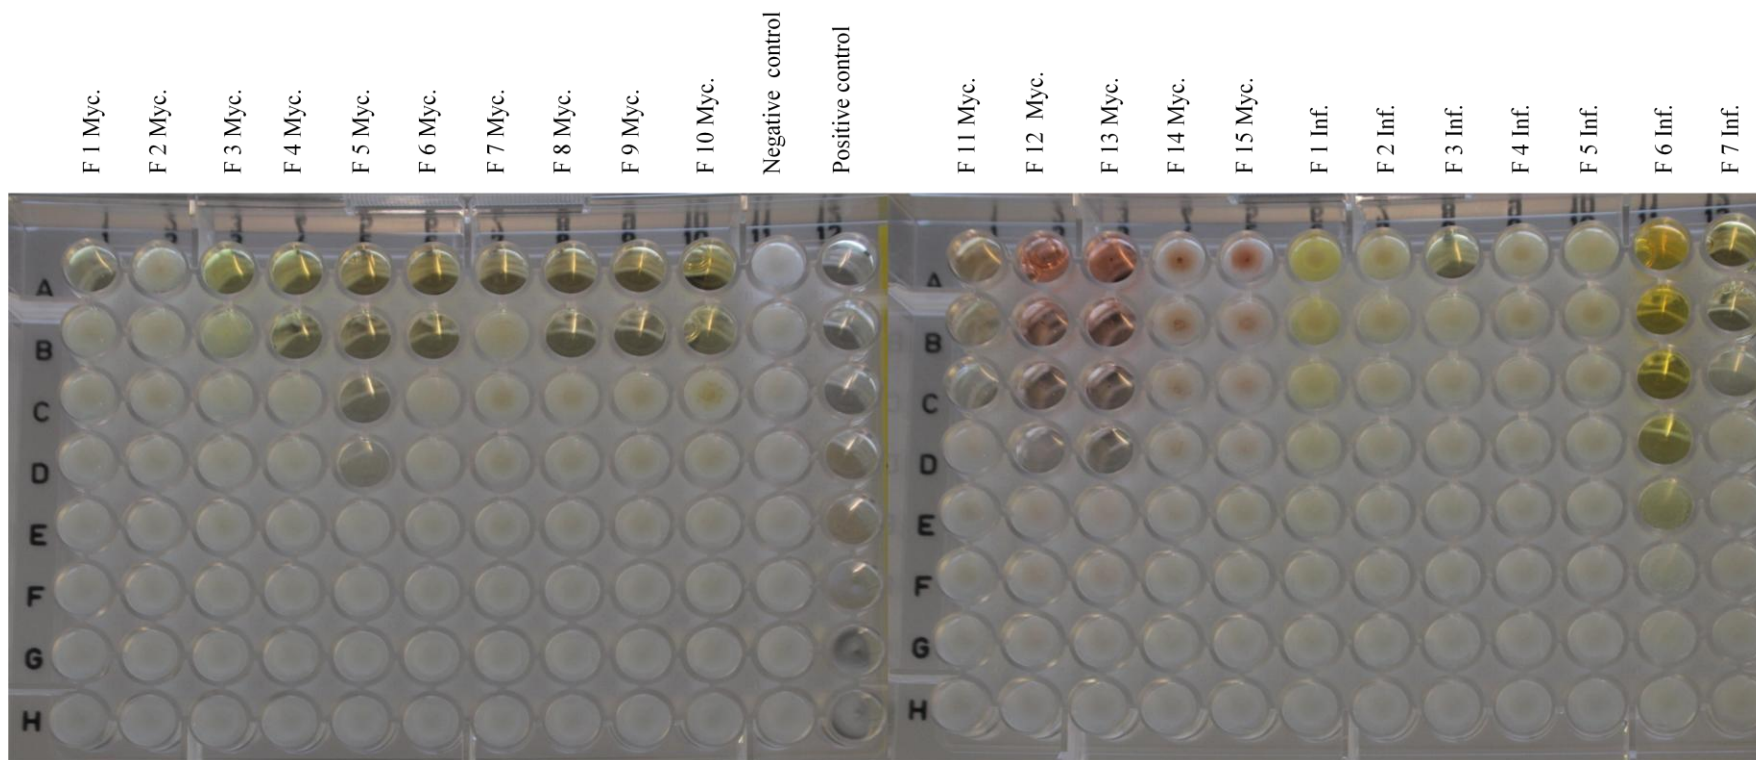 F 1 Myc.
F 2 Myc.
F 3 Myc.
F 4 Myc.
F 5 Myc.
F 6 Myc.
F 7 Myc.
F 8 Myc.
F 9 Myc.
F 10 Myc.
Negative control
Positive control
F 11 Myc.
F 12 Myc.
F 13 Myc.
F 14 Myc.
F 15 Myc.
F 1 Inf.
F 2 Inf.
F 3 Inf.
F 4 Inf.
F 5 Inf.
F 6 Inf.
F 7 Inf.
A
B
C
D
E
F
G
H
A
B
C
D
E
F
G
H